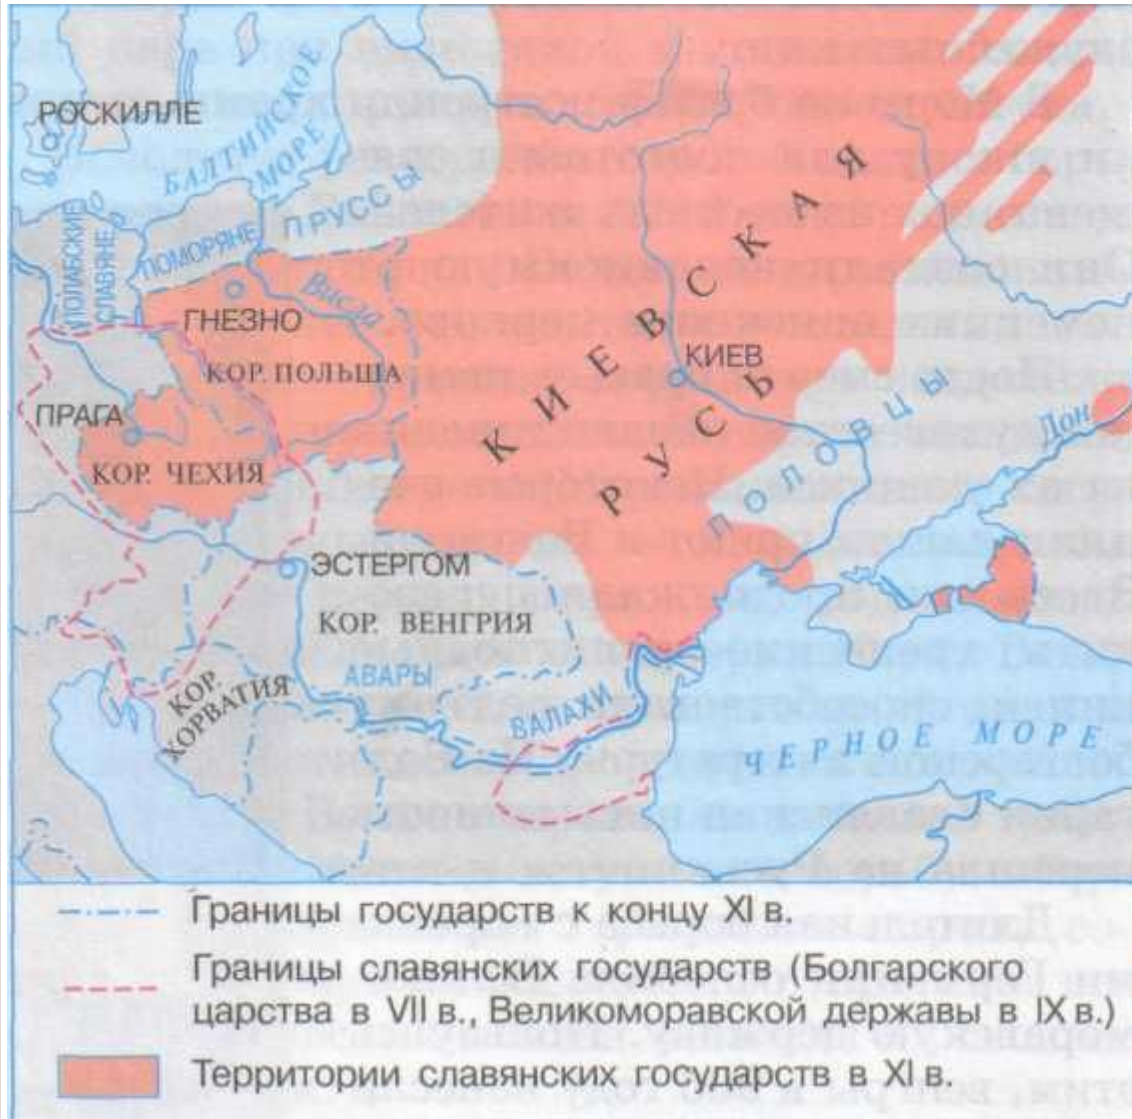 РОСКИЛЛЕ
БАЛТИЙСКОЕ
МОРЕ
ПРУССЫ
ПОМОРЯНЕ
ПОЛАБСКИЕ
СЛАВЯНЕ
Висла
ГНЕЗНО
КОР. ПОЛЬША
ПРАГА
КОР. ЧЕХИЯ
КИЕВСКАЯ
РУСЬ
КИЕВ
ПОЛОВЦЫ
Дон
ЭСТЕРГОМ
КОР. ВЕНГРИЯ
АВАРЫ
КОР.
ХОРВАТИЯ
ВАЛАХИ
ЧЕРНОЕ МОРЕ
Границы государств к концу XI в.
Границы славянских государств (Болгарского
царства в VII в., Великоморавской державы в IX в.)
Территории славянских государств в XI в.